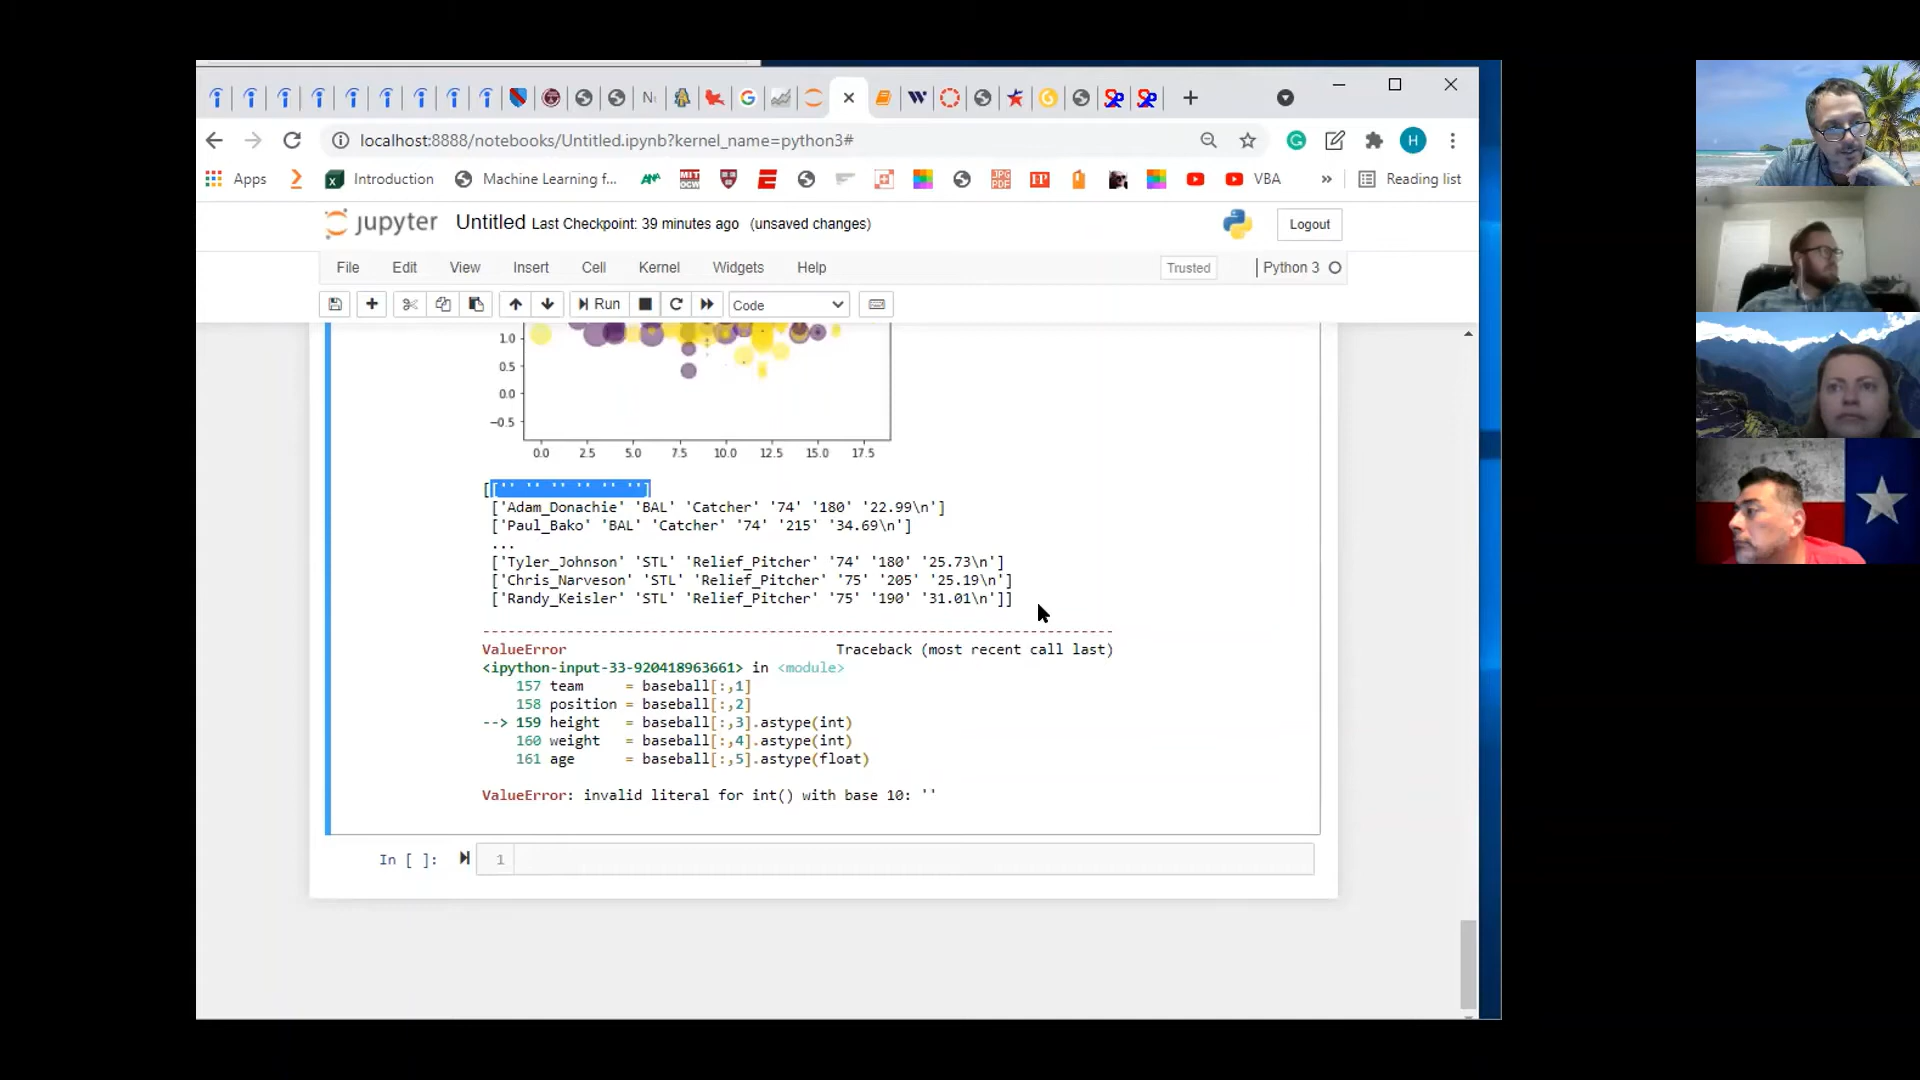 localhost:8888/notebooks/Untitled.ipynb?kernel_name=python3#
H
Apps
Introduction
Machine Learning f...
MIT OCW
JPG PDF
VBA
»
Reading list
jupyter Untitled Last Checkpoint: 39 minutes ago (unsaved changes)
Logout
File Edit View Insert Cell Kernel Widgets Help
Trusted
Python 3
Run
Code
1.0
0.5
0.0
−0.5
0.0 2.5 5.0 7.5 10.0 12.5 15.0 17.5
[['' '' '' '' '' '']
['Adam_Donachie' 'BAL' 'Catcher' '74' '180' '22.99\n']
['Paul_Bako' 'BAL' 'Catcher' '74' '215' '34.69\n']
...
['Tyler_Johnson' 'STL' 'Relief_Pitcher' '74' '180' '25.73\n']
['Chris_Narveson' 'STL' 'Relief_Pitcher' '75' '205' '25.19\n']
['Randy_Keisler' 'STL' 'Relief_Pitcher' '75' '190' '31.01\n']]
---------------------------------------------------------------------------
ValueError Traceback (most recent call last)
<ipython-input-33-920418963661> in <module>
157 team = baseball[:,1]
158 position = baseball[:,2]
--> 159 height = baseball[:,3].astype(int)
160 weight = baseball[:,4].astype(int)
161 age = baseball[:,5].astype(float)
ValueError: invalid literal for int() with base 10: ''
In [ ]:
1